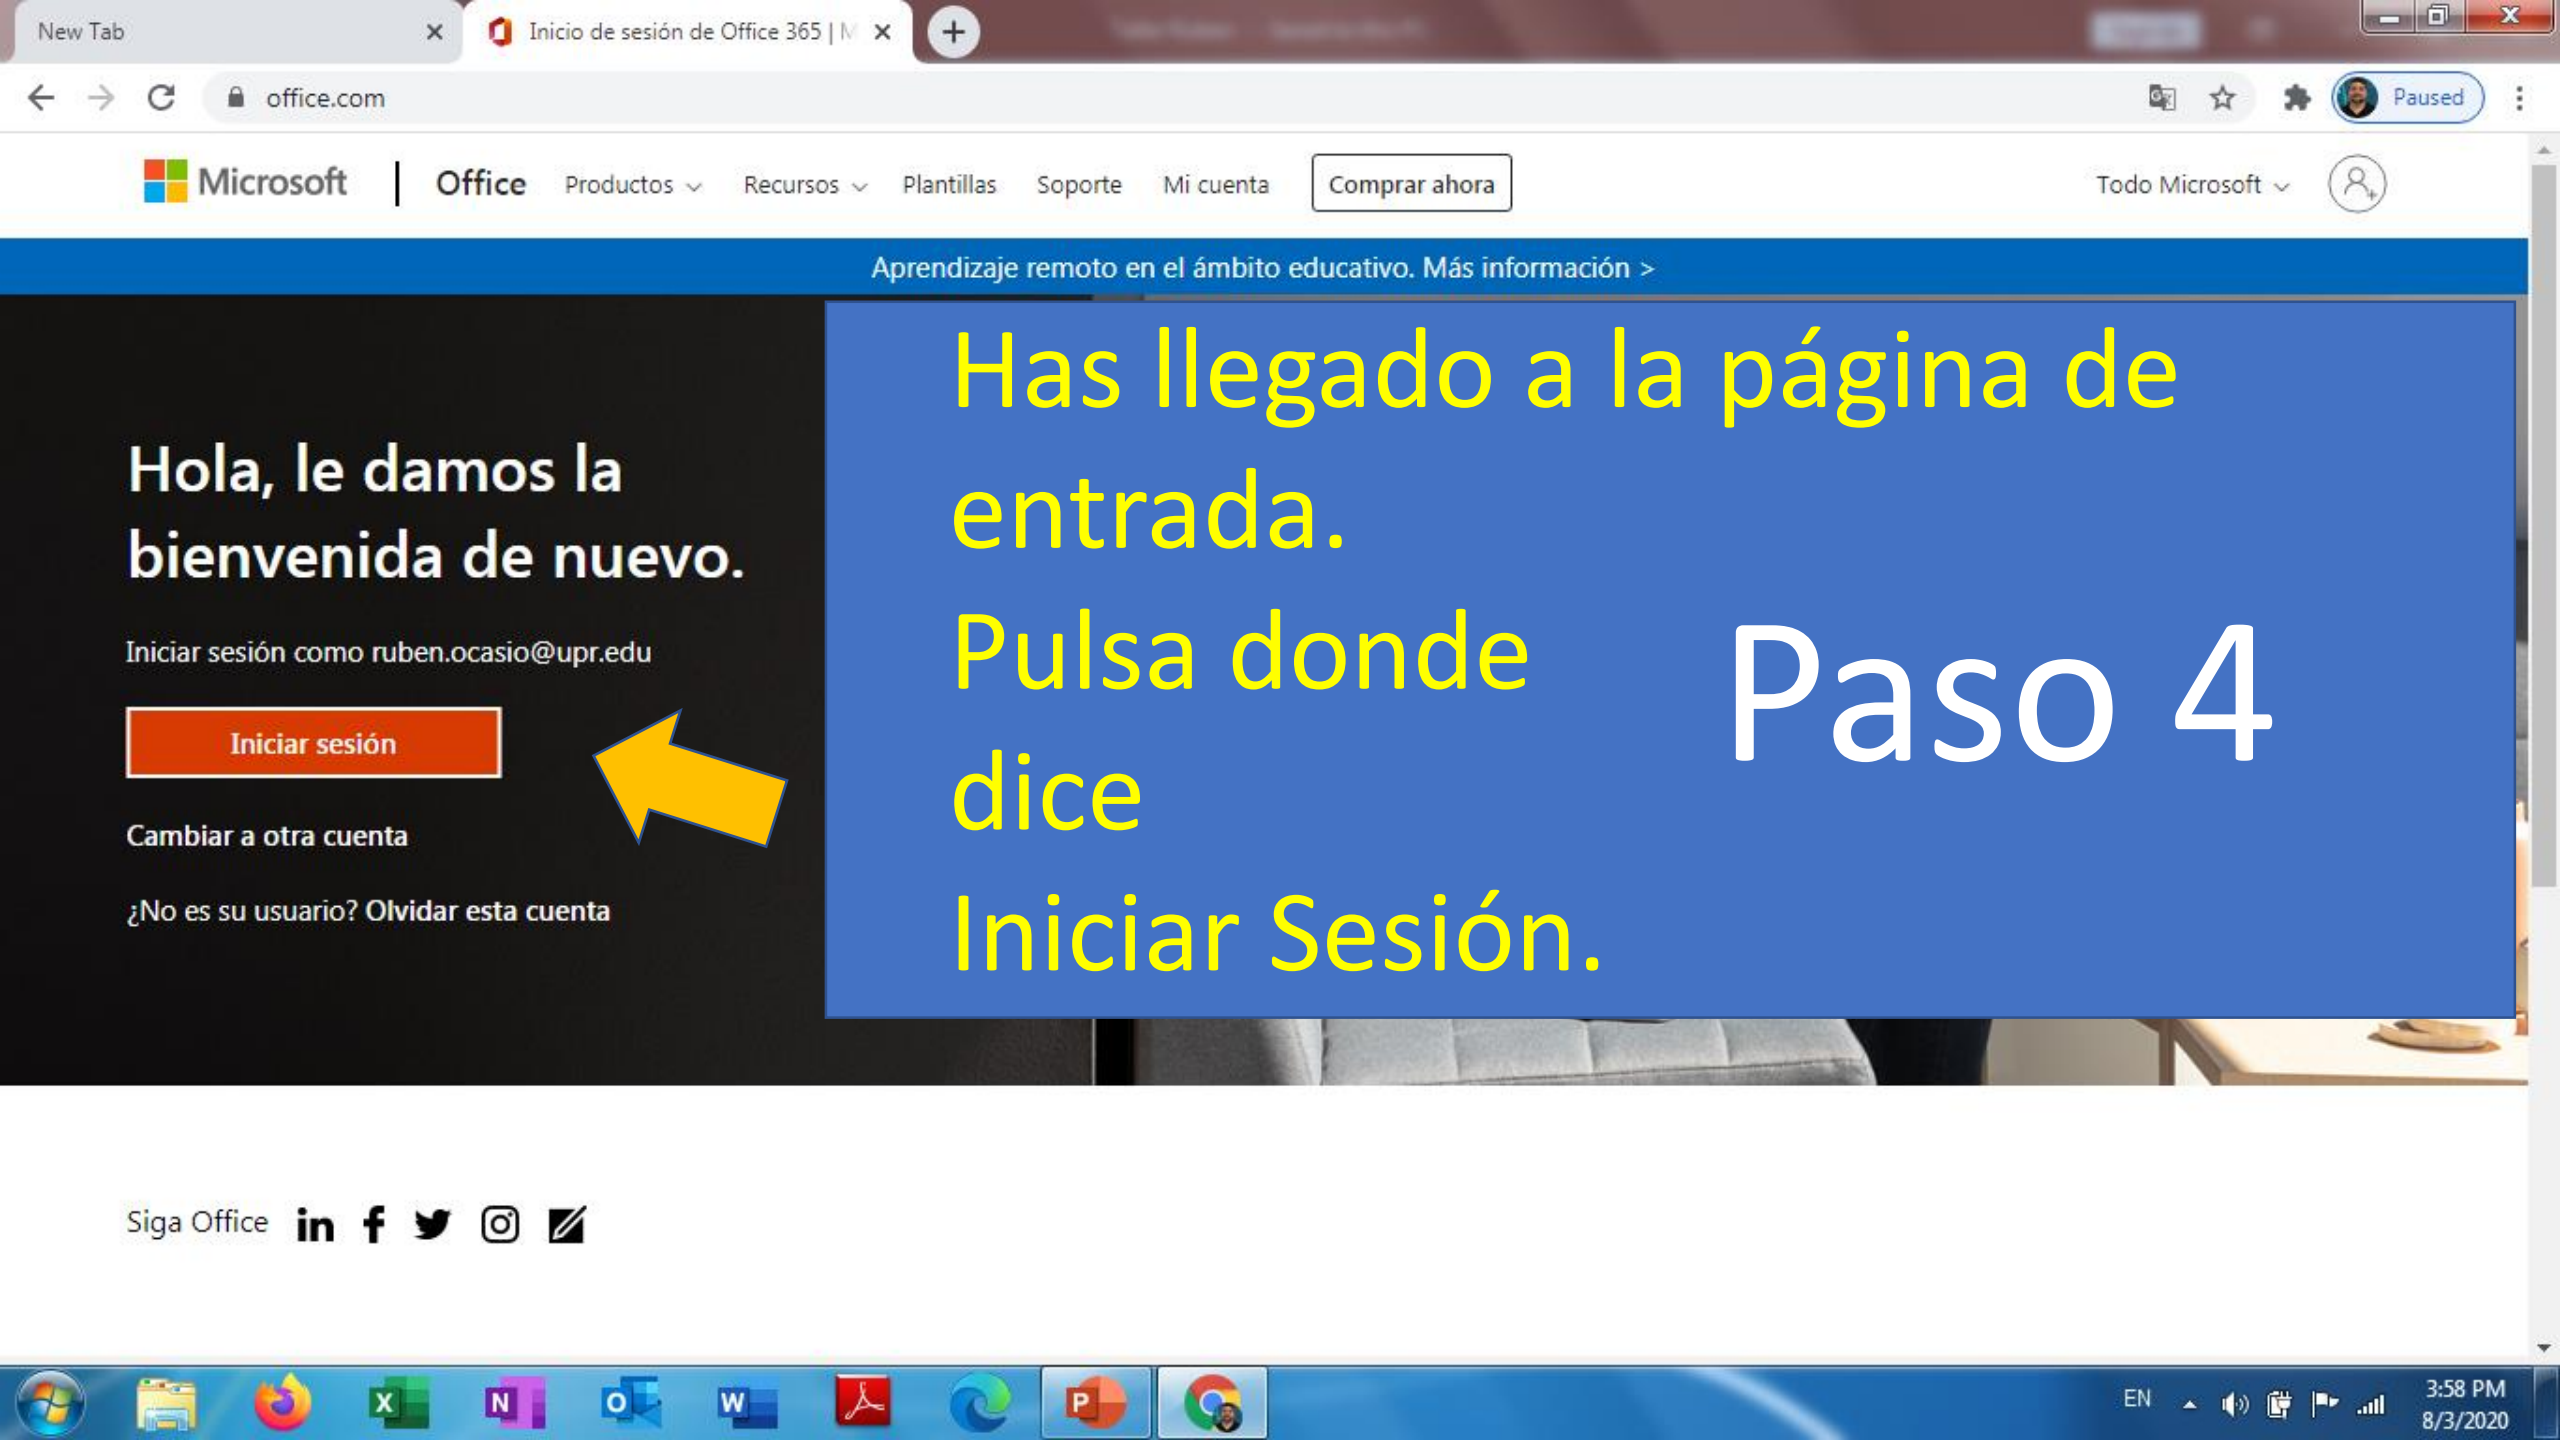 New Tab
Inicio de sesión de Office 365 | M
office.com
Paused
Microsoft
Office Productos Recursos Plantillas Soporte Mi cuenta Comprar ahora
Todo Microsoft
Aprendizaje remoto en el ámbito educativo. Más información >
Hola, le damos la
bienvenida de nuevo.
Iniciar sesión como ruben.ocasio@upr.edu
Iniciar sesión
Cambiar a otra cuenta
¿No es su usuario? Olvidar esta cuenta
Has llegado a la página de
entrada.
Pulsa donde
dice
Iniciar Sesión.
Paso 4
Siga Office
EN
3:58 PM
8/3/2020